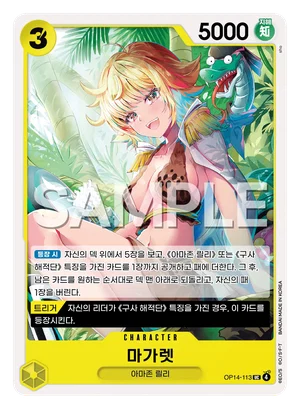 3
5000
지혜
知
SAMPLE
등장 시 자신의 덱 위에서 5장을 보고, 《아마존 릴리》 또는 《구사
해적단》 특징을 가진 카드를 1장까지 공개하고 패에 더한다. 그 후,
남은 카드를 원하는 순서대로 덱 맨 아래로 되돌리고, 자신의 패
1장을 버린다.
트리거 자신의 리더가 《구사 해적단》 특징을 가진 경우, 이 카드를
등장시킨다.
CHARACTER
마가렛
아마존 릴리
OP14-113 UC